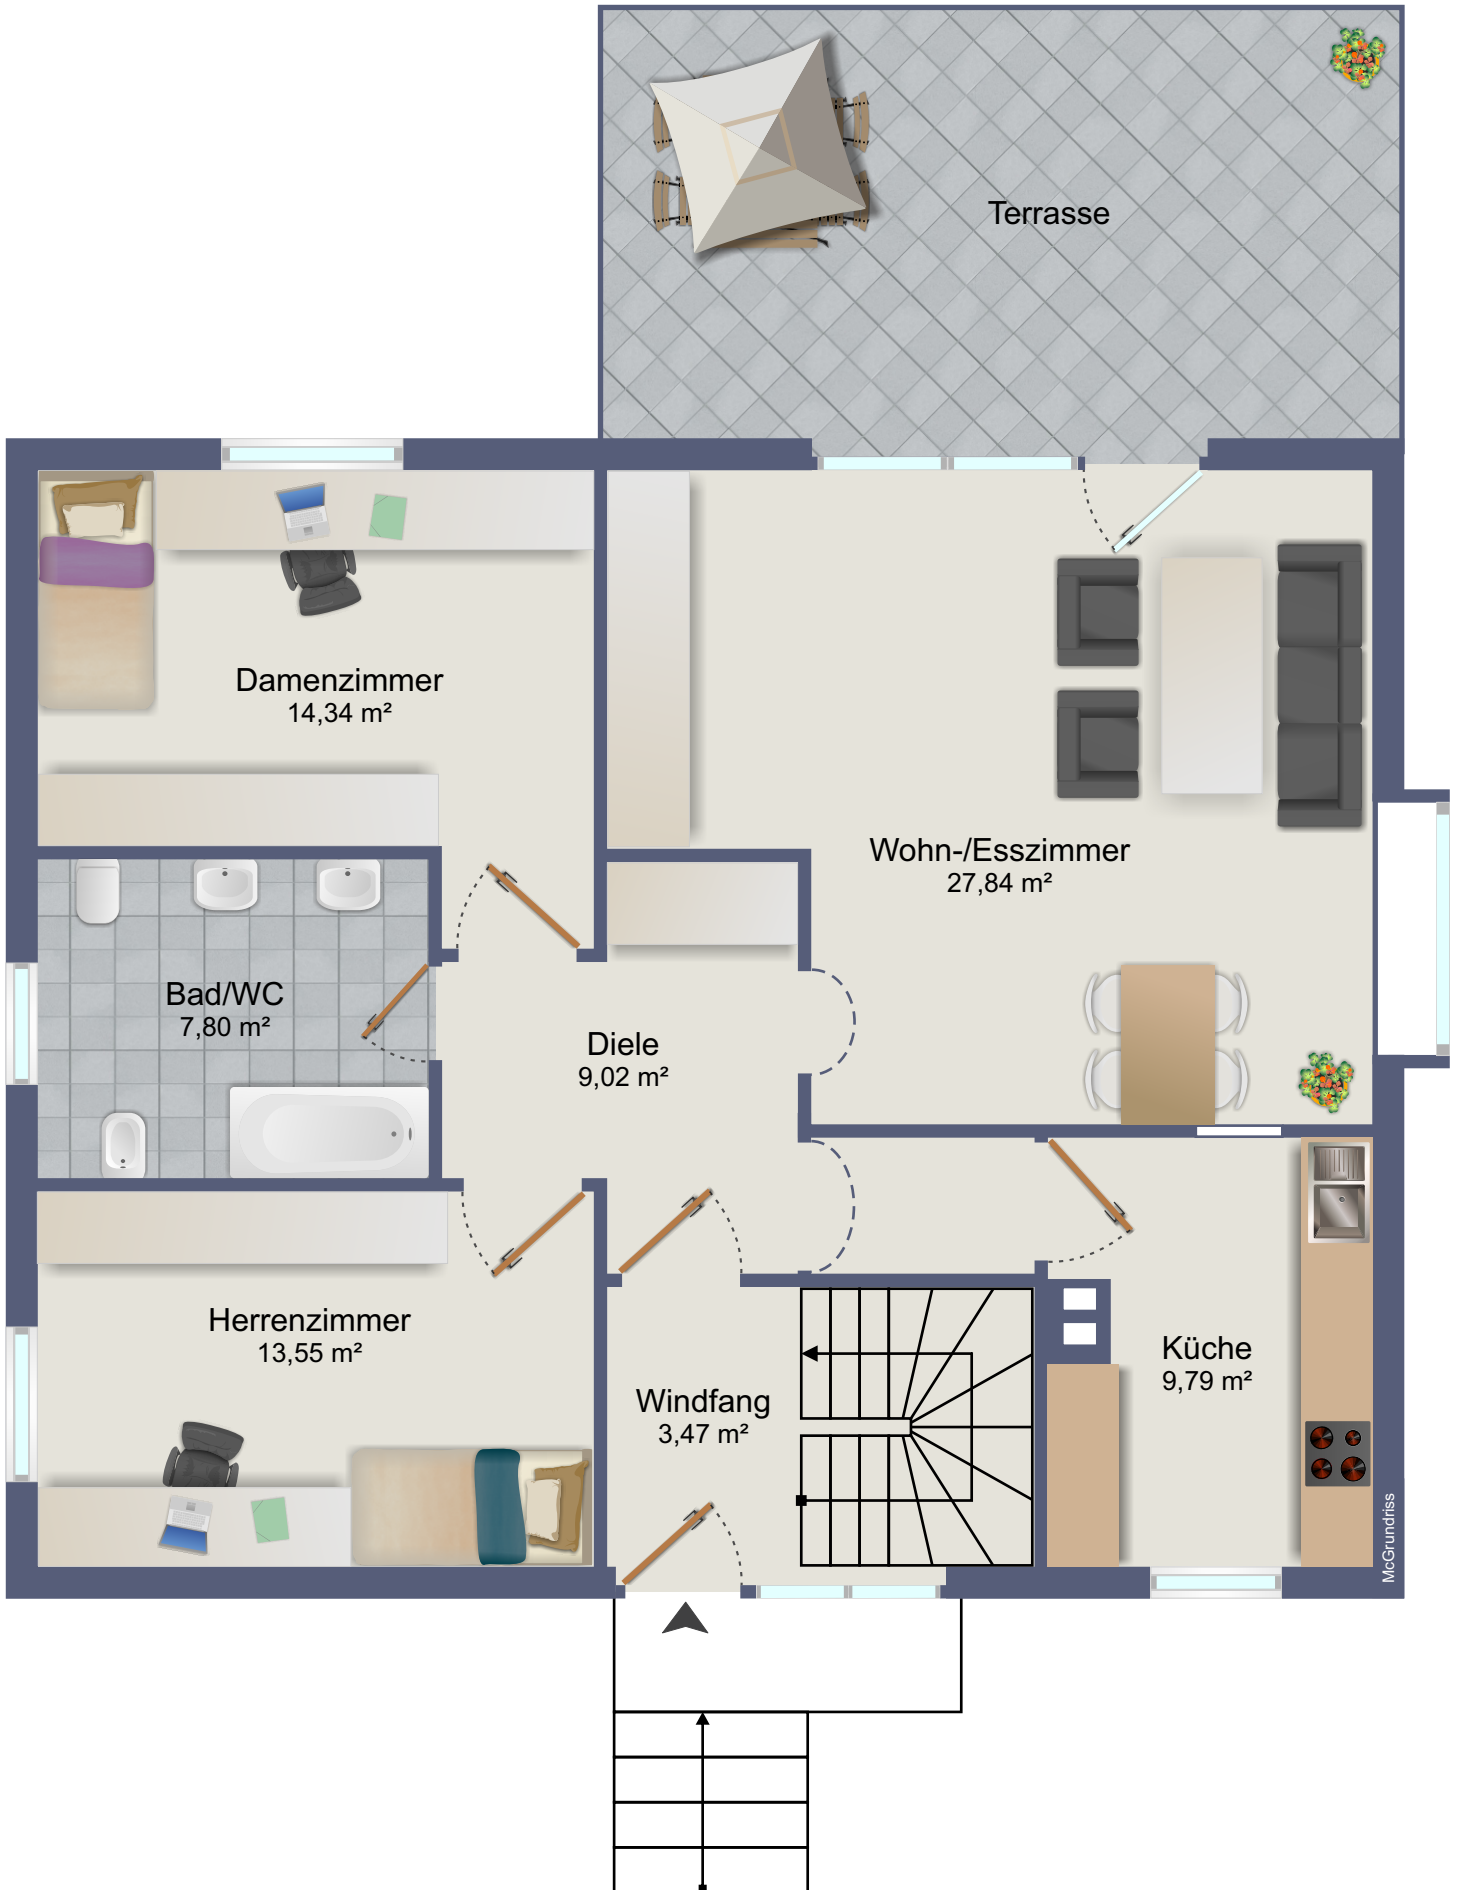 Terrasse
Damenzimmer
14,34 m²
Wohn-/Esszimmer
27,84 m²
Bad/WC
7,80 m²
Diele
9,02 m²
Herrenzimmer
13,55 m²
Windfang
3,47 m²
Küche
9,79 m²
McGrundriss